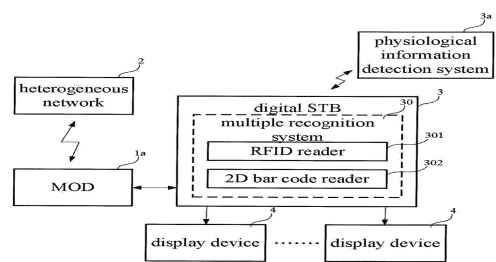 3a
physiological
information
detection system
2
heterogeneous
network
3
digital STB
30
multiple recognition
system
RFID reader
301
2D bar code reader
302
1a
MOD
4
display device
4
display device